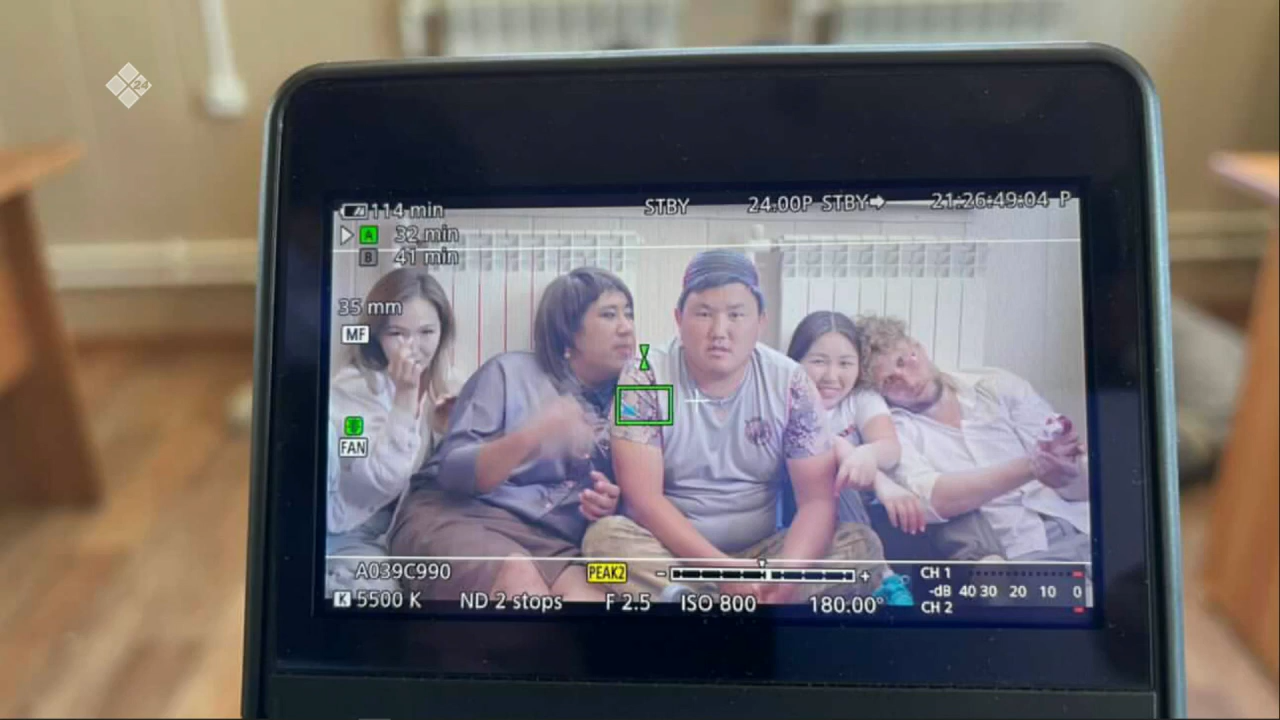 24
114 min STBY 24.00P STBY 21:26:49:04 P
A 32 min
B 41 min
35 mm
MF
FAN
A039C990 PEAK2 - + CH 1
-dB 40 30 20 10 0
K 5500 K ND 2 stops F 2.5 ISO 800 180.00° CH 2